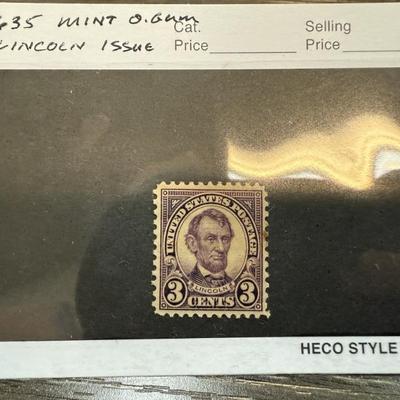 635 MINT O.GUM Cat. Selling
LINCOLN ISSUE Price Price
UNITED STATES POSTAGE
LINCOLN
3 CENTS 3
HECO STYLE